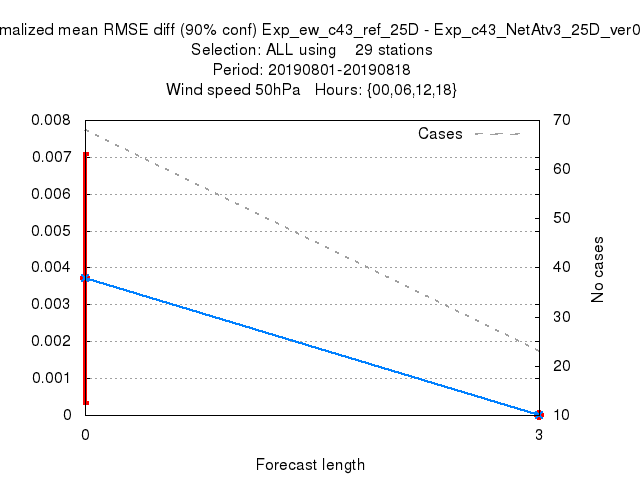 malized mean RMSE diff (90% conf) Exp_ew_c43_ref_25D - Exp_c43_NetAtv3_25D_ver0
Selection: ALL using 29 stations
Period: 20190801-20190818
Wind speed 50hPa Hours: {00,06,12,18}
Cases
0.008
0.007
0.006
0.005
0.004
0.003
0.002
0.001
0
70
60
50
40
30
20
10
No cases
0
3
Forecast length